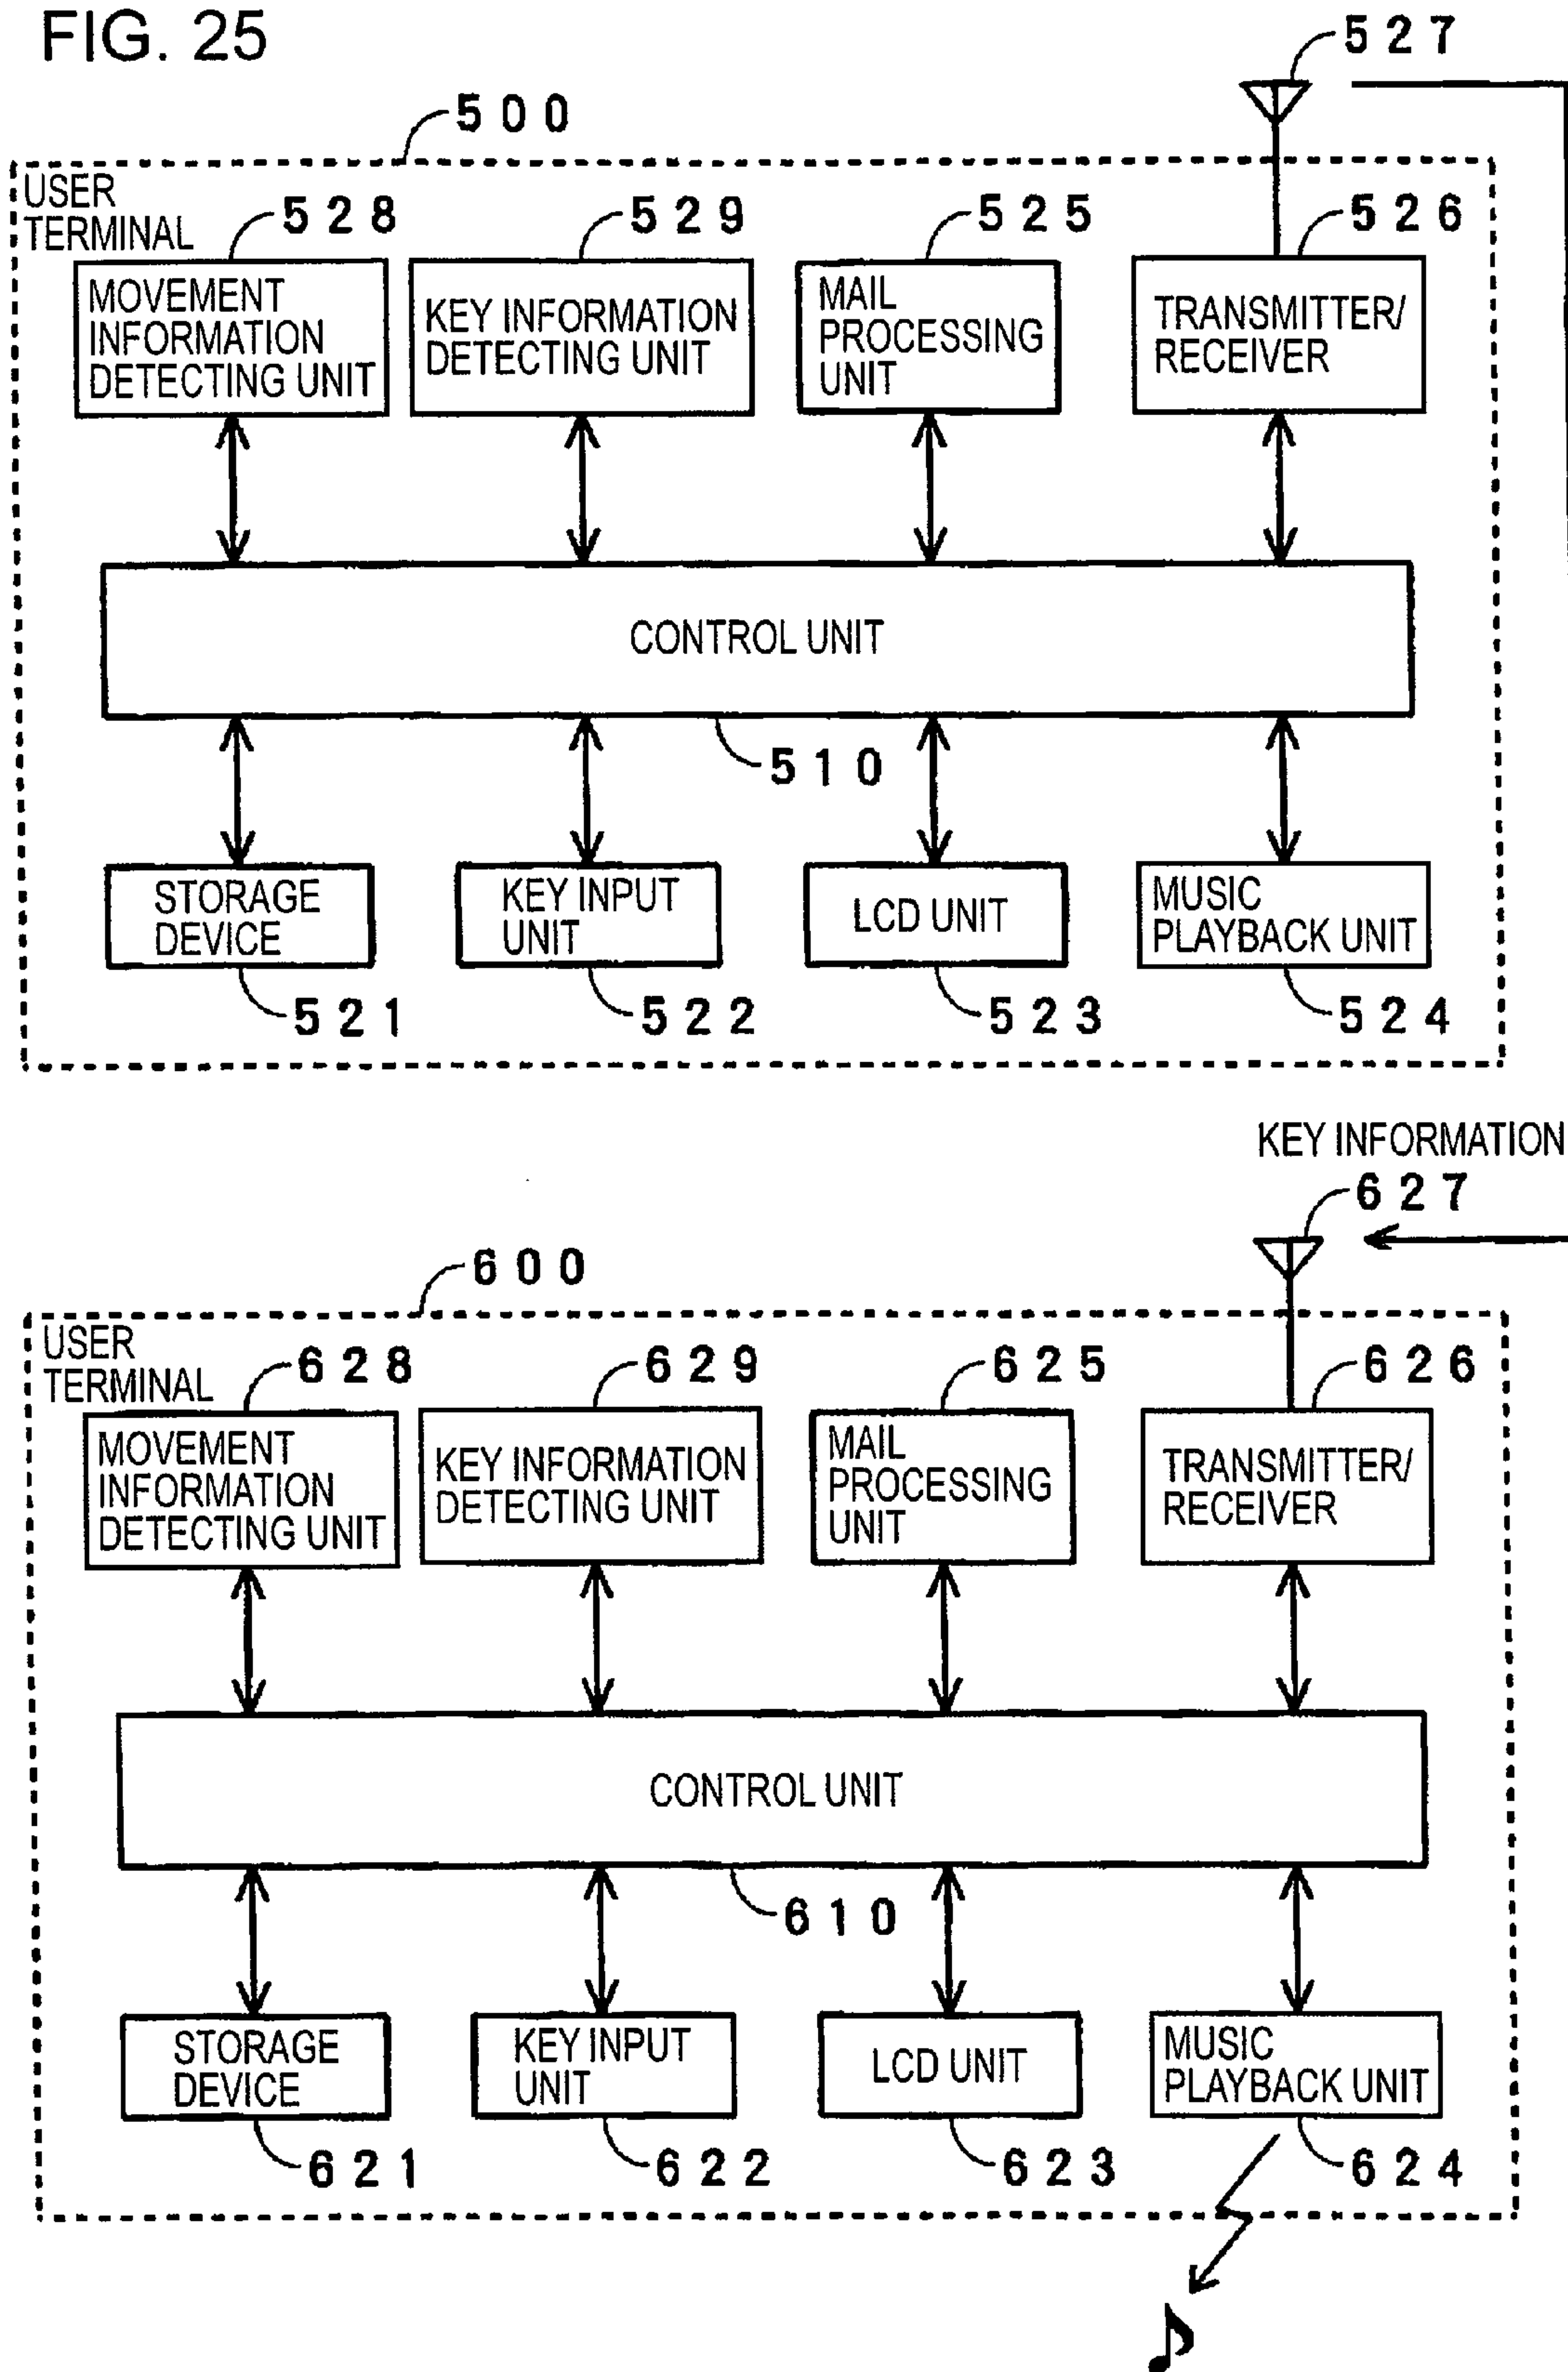 FIG. 25
527
500
USER
TERMINAL
528
529
525
526
MOVEMENT
INFORMATION
DETECTING UNIT
KEY INFORMATION
DETECTING UNIT
MAIL
PROCESSING
UNIT
TRANSMITTER/
RECEIVER
CONTROL UNIT
510
STORAGE
DEVICE
KEY INPUT
UNIT
LCD UNIT
MUSIC
PLAYBACK UNIT
521
522
523
524
KEY INFORMATION
627
600
USER
TERMINAL
628
629
625
626
MOVEMENT
INFORMATION
DETECTING UNIT
KEY INFORMATION
DETECTING UNIT
MAIL
PROCESSING
UNIT
TRANSMITTER/
RECEIVER
CONTROL UNIT
610
STORAGE
DEVICE
KEY INPUT
UNIT
LCD UNIT
MUSIC
PLAYBACK UNIT
621
622
623
624